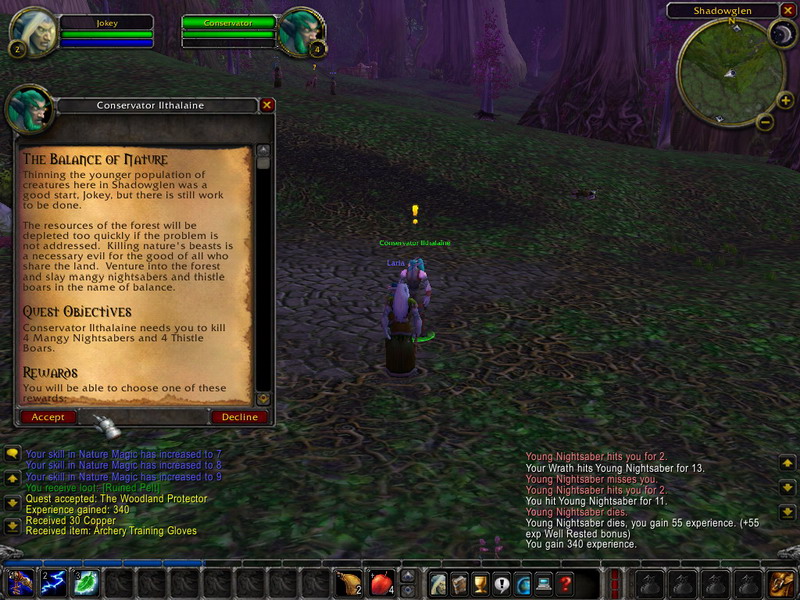 Jokey
2
Conservator
4
Shadowglen
N
Conservator Ilthalaine
The Balance of Nature
Thinning the younger population of
creatures here in Shadowglen was a
good start, Jokey, but there is still work
to be done.
The resources of the forest will be
depleted too quickly if the problem is
not addressed. Killing nature's beasts is
a necessary evil for the good of all who
share the land. Venture into the forest
and slay mangy nightsabers and thistle
boars in the name of balance.
Quest Objectives
Conservator Ilthalaine needs you to kill
4 Mangy Nightsabers and 4 Thistle
Boars.
Rewards
You will be able to choose one of these
rewards:
Accept
Decline
Conservator Ilthalaine
Laria
Your skill in Nature Magic has increased to 7
Your skill in Nature Magic has increased to 8
Your skill in Nature Magic has increased to 9
You receive loot: [Ruined Pelt]
Quest accepted: The Woodland Protector
Experience gained: 340
Received 30 Copper
Received item: Archery Training Gloves
Young Nightsaber hits you for 2.
Your Wrath hits Young Nightsaber for 13.
Young Nightsaber misses you.
Young Nightsaber hits you for 2.
You hit Young Nightsaber for 11.
Young Nightsaber dies.
Young Nightsaber dies, you gain 55 experience. (+55
exp Well Rested bonus)
You gain 340 experience.
2
3
2
4